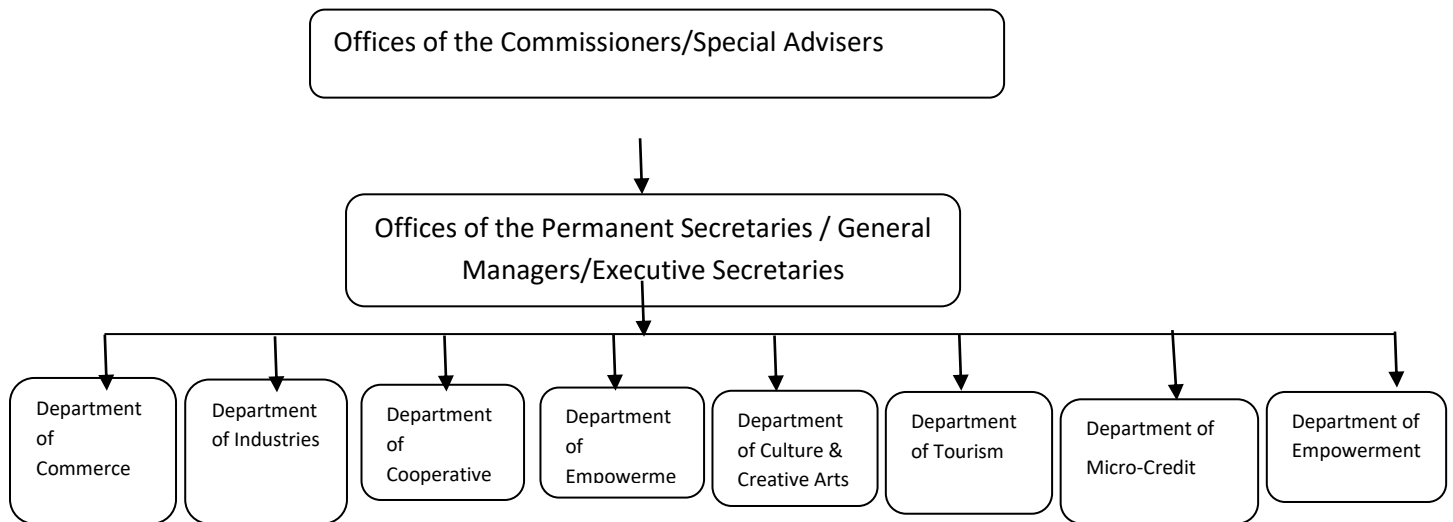 Offices of the Commissioners/Special Advisers
Offices of the Permanent Secretaries / General
Managers/Executive Secretaries
Department
of
Commerce
Department
of Industries
Department
of
Cooperative
Department
of
Empowerme
Department
of Culture &
Creative Arts
Department
of Tourism
Department of
Micro-Credit
Department of
Empowerment